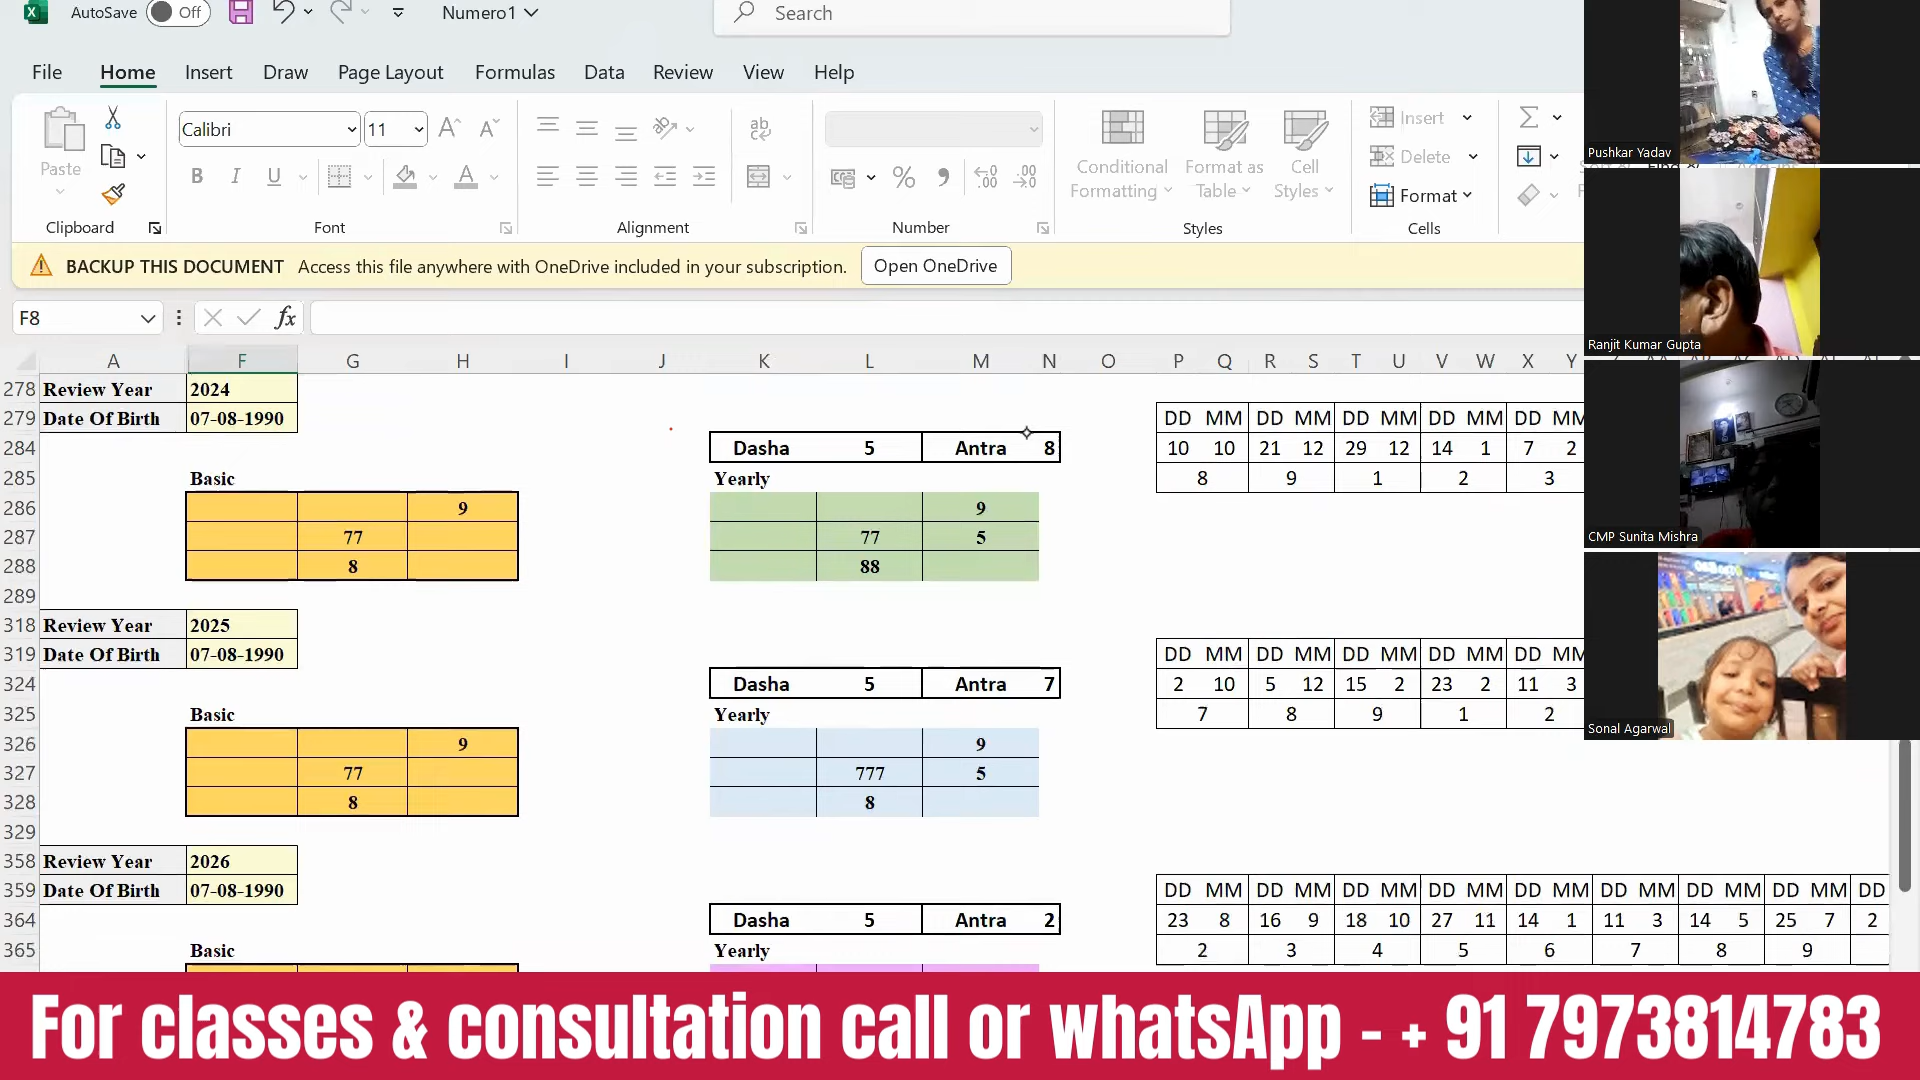 AutoSave Off Numero1 Search
File Home Insert Draw Page Layout Formulas Data Review View Help
Calibri 11
Paste
Conditional Formatting
Format as Table
Cell Styles
Insert
Delete
Format
Clipboard Font Alignment Number Styles Cells
BACKUP THIS DOCUMENT Access this file anywhere with OneDrive included in your subscription. Open OneDrive
F8 fx
A F G H I J K L M N O P Q R S T U V W X Y
278 Review Year 2024
279 Date Of Birth 07-08-1990 DD MM DD MM DD MM DD MM DD MM
284 Dasha 5 Antra 8 10 10 21 12 29 12 14 1 7 2
285 Basic Yearly 8 9 1 2 3
286 9 9
287 77 77 5
288 8 88
289
318 Review Year 2025
319 Date Of Birth 07-08-1990 DD MM DD MM DD MM DD MM DD MM
324 Dasha 5 Antra 7 2 10 5 12 15 2 23 2 11 3
325 Basic Yearly 7 8 9 1 2
326 9 9
327 77 777 5
328 8 8
329
358 Review Year 2026
359 Date Of Birth 07-08-1990 DD MM DD MM DD MM DD MM DD MM DD MM DD MM DD MM DD
364 Dasha 5 Antra 2 23 8 16 9 18 10 27 11 14 1 11 3 14 5 25 7 2
365 Basic Yearly 2 3 4 5 6 7 8 9
Pushkar Yadav
Ranjit Kumar Gupta
CMP Sunita Mishra
Sonal Agarwal
For classes & consultation call or whatsApp - + 91 7973814783